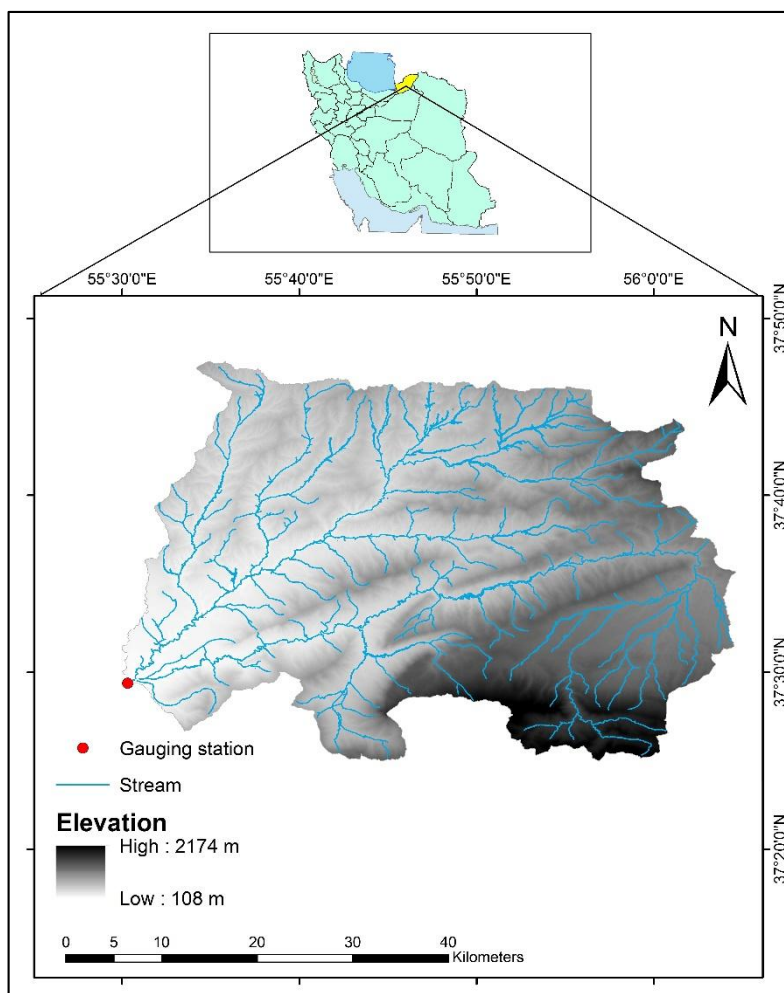 55°30'0"E 55°40'0"E 55°50'0"E 56°0'0"E
37°50'0"N
N
37°40'0"N
37°30'0"N
Gauging station
Stream
Elevation
High : 2174 m
37°20'0"N
Low : 108 m
0 5 10 20 30 40
Kilometers